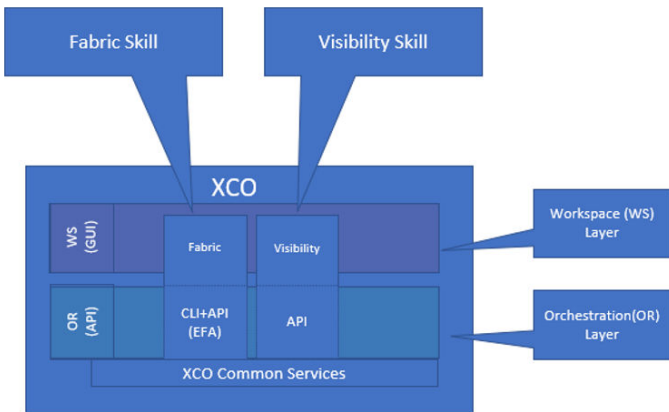 Fabric Skill
Visibility Skill
XCO
WS
(GUI)
Fabric
Visibility
Workspace (WS)
Layer
OR
(API)
CLI+API
(EFA)
API
Orchestration(OR)
Layer
XCO Common Services